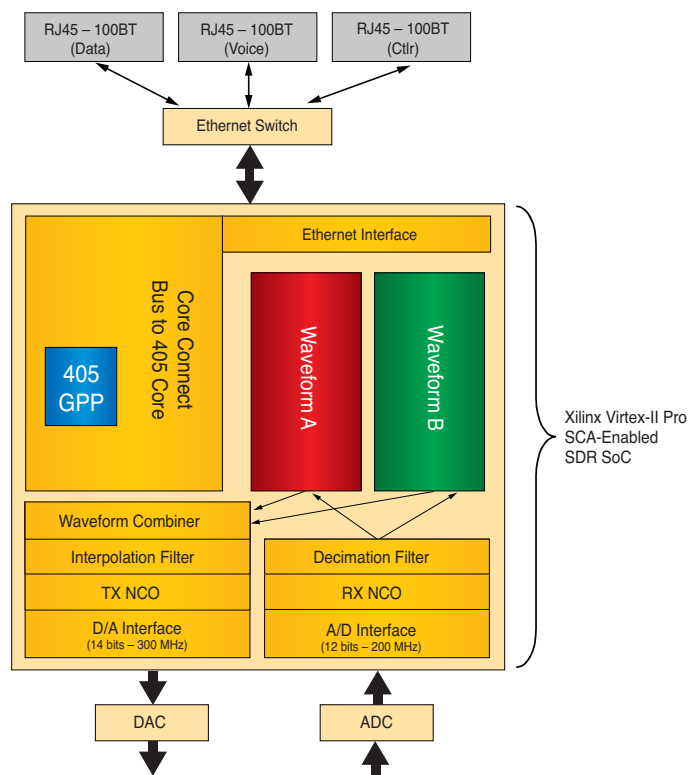 RJ45 – 100BT
(Data)
RJ45 – 100BT
(Voice)
RJ45 – 100BT
(Ctlr)
Ethernet Switch
Ethernet Interface
Core Connect
Bus to 405 Core
405
GPP
Waveform A
Waveform B
Xilinx Virtex-II Pro
SCA-Enabled
SDR SoC
Waveform Combiner
Interpolation Filter
TX NCO
D/A Interface
(14 bits – 300 MHz)
Decimation Filter
RX NCO
A/D Interface
(12 bits – 200 MHz)
DAC
ADC